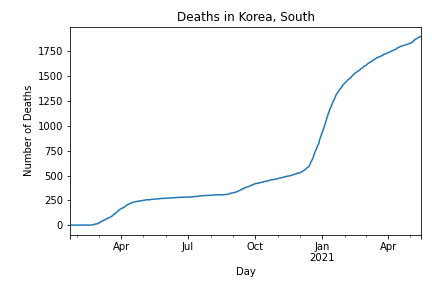 Deaths in Korea, South
Number of Deaths
1750
1500
1250
1000
750
500
250
0
Apr
Jul
Oct
Jan
2021
Apr
Day